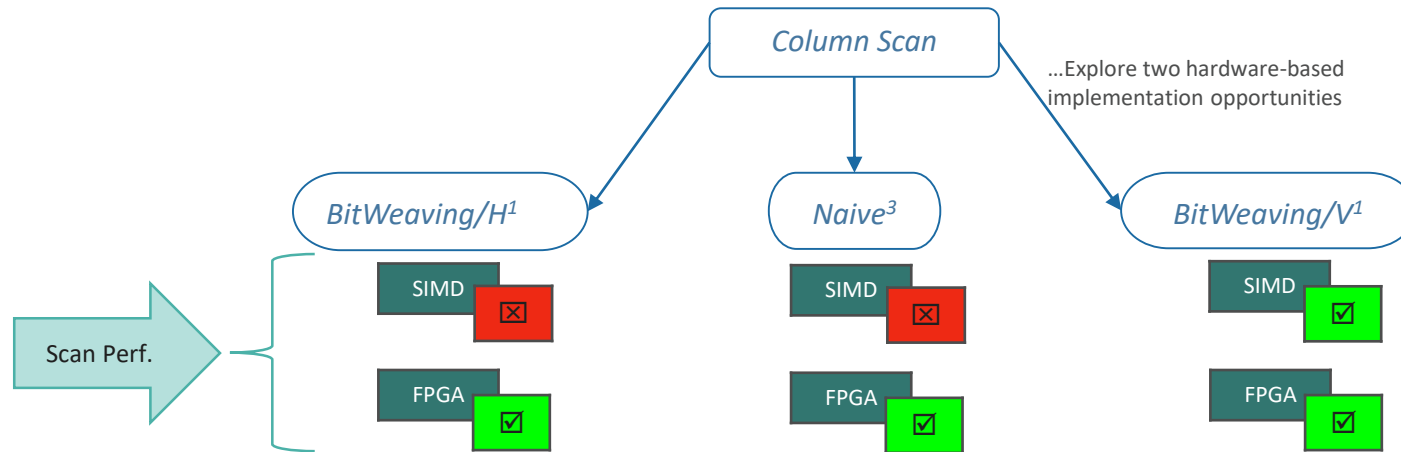 Column Scan
...Explore two hardware-based
implementation opportunities
BitWeaving/H1
Naive3
BitWeaving/V1
SIMD
☒
SIMD
☒
SIMD
☑
Scan Perf.
FPGA
☑
FPGA
☑
FPGA
☑